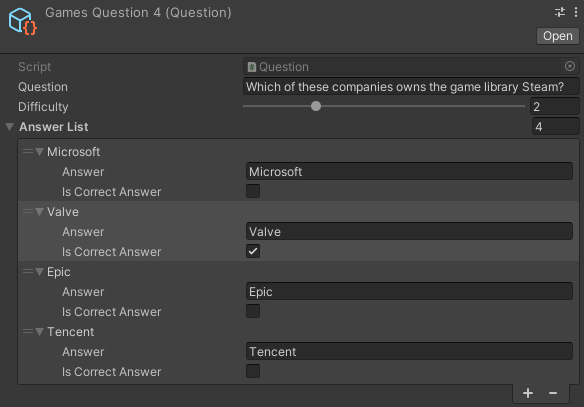 Games Question 4 (Question)
Open
Script Question
Question Which of these companies owns the game library Steam?
Difficulty 2
Answer List 4
Microsoft
Answer Microsoft
Is Correct Answer
Valve
Answer Valve
Is Correct Answer
Epic
Answer Epic
Is Correct Answer
Tencent
Answer Tencent
Is Correct Answer